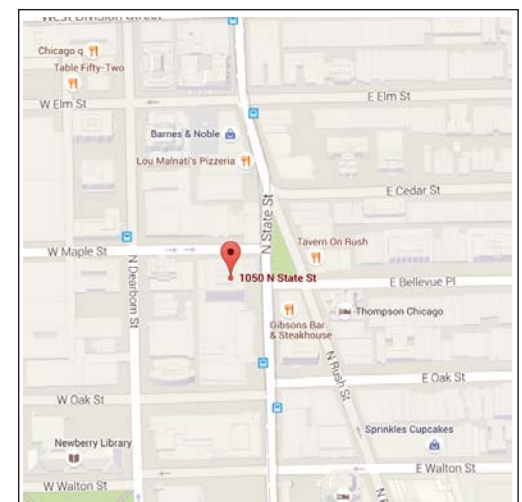 West Division Street
Chicago q
Table Fifty-Two
W Elm St
E Elm St
Barnes & Noble
Lou Malnati's Pizzeria
E Cedar St
N State St
Tavern On Rush
W Maple St
N Dearborn St
1050 N State St
E Bellevue Pl
Thompson Chicago
Gibsons Bar
& Steakhouse
N Rush St
E Oak St
W Oak St
Sprinkles Cupcakes
Newberry Library
E Walton St
W Walton St